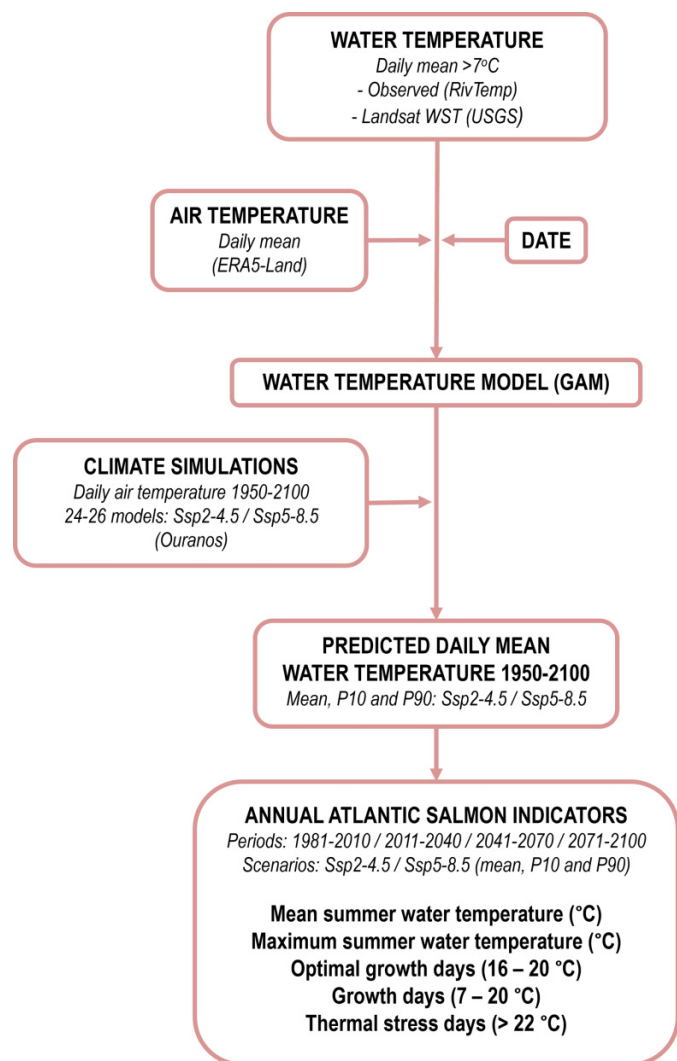 WATER TEMPERATURE
Daily mean >7ºC
- Observed (RivTemp)
- Landsat WST (USGS)
AIR TEMPERATURE
Daily mean
(ERA5-Land)
DATE
WATER TEMPERATURE MODEL (GAM)
CLIMATE SIMULATIONS
Daily air temperature 1950-2100
24-26 models: Ssp2-4.5 / Ssp5-8.5
(Ouranos)
PREDICTED DAILY MEAN
WATER TEMPERATURE 1950-2100
Mean, P10 and P90: Ssp2-4.5 / Ssp5-8.5
ANNUAL ATLANTIC SALMON INDICATORS
Periods: 1981-2010 / 2011-2040 / 2041-2070 / 2071-2100
Scenarios: Ssp2-4.5 / Ssp5-8.5 (mean, P10 and P90)
Mean summer water temperature (°C)
Maximum summer water temperature (°C)
Optimal growth days (16 – 20 °C)
Growth days (7 – 20 °C)
Thermal stress days (> 22 °C)